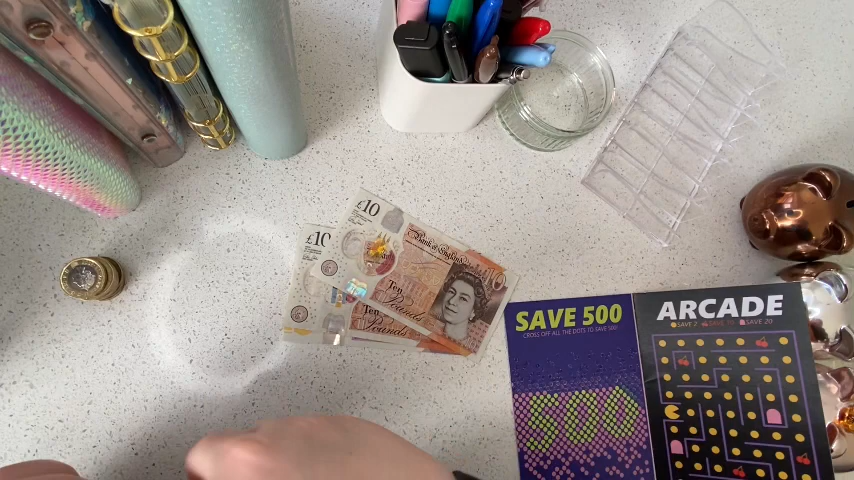 £10
£10
Bank of England
Ten
Pounds
Ten
Pounds
10
SAVE 500
CROSS OFF ALL THE DOTS TO SAVE 500!
500
ARCADE
SAVE 2 SAVE 10 SAVE 20